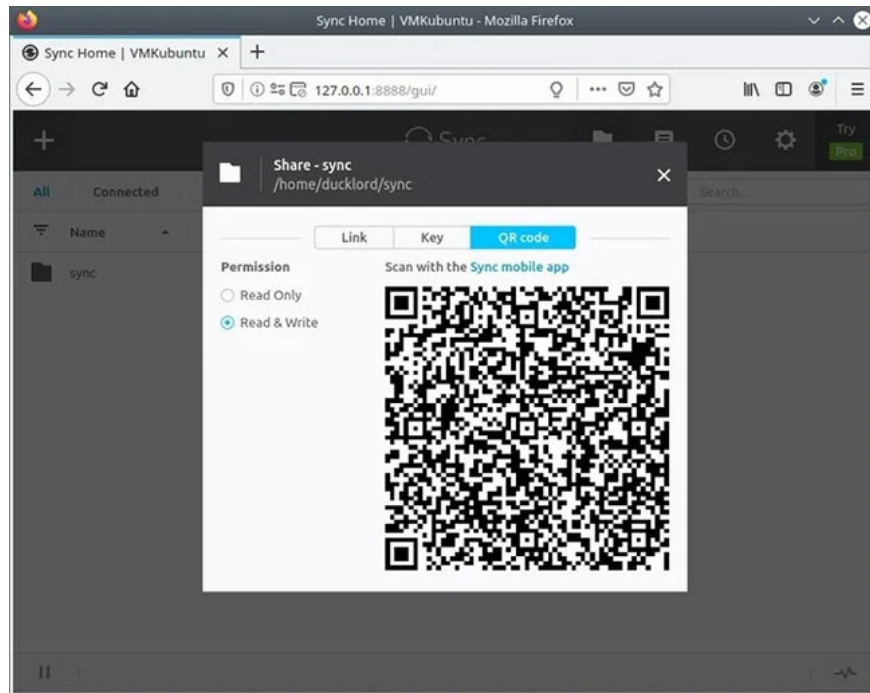 Sync Home | VMKubuntu - Mozilla Firefox
Sync Home | VMKubuntu
127.0.0.1:8888/gui/
Sync
Try
Pro
Share - sync
/home/ducklord/sync
All Connected
Search...
Link Key QR code
Name
Permission
Scan with the Sync mobile app
sync
Read Only
Read & Write